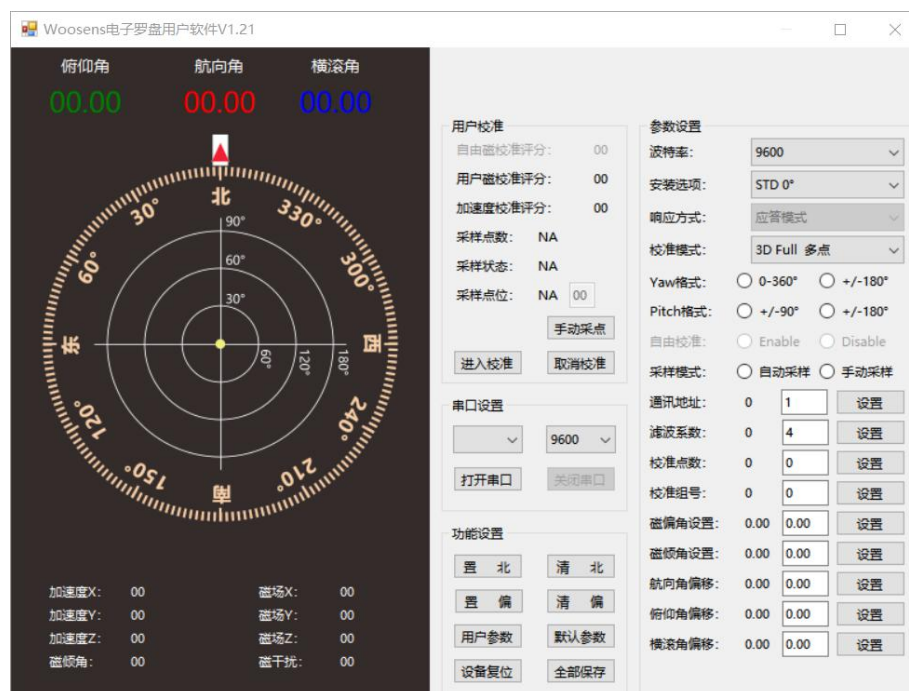 Woosens电子罗盘用户软件V1.21
俯仰角 航向角 横滚角
00.00 00.00 00.00
北
30° 330°
60° 300°
东 西
120° 240°
150° 210°
南
90°
60°
30°
60° 120° 180°
加速度X: 00 磁场X: 00
加速度Y: 00 磁场Y: 00
加速度Z: 00 磁场Z: 00
磁倾角: 00 磁干扰: 00
用户校准
自由磁校准评分: 00
用户磁校准评分: 00
加速度校准评分: 00
采样点数: NA
采样状态: NA
采样点位: NA 00
手动采点
进入校准 取消校准
串口设置
9600
打开串口 关闭串口
功能设置
置 北 清 北
置 偏 清 偏
用户参数 默认参数
设备复位 全部保存
参数设置
波特率: 9600
安装选项: STD 0°
响应方式: 应答模式
校准模式: 3D Full 多点
Yaw格式: 0-360° +/-180°
Pitch格式: +/-90° +/-180°
自由校准: Enable Disable
采样模式: 自动采样 手动采样
通讯地址: 0 1 设置
滤波系数: 0 4 设置
校准点数: 0 0 设置
校准组号: 0 0 设置
磁偏角设置: 0.00 0.00 设置
磁倾角设置: 0.00 0.00 设置
航向角偏移: 0.00 0.00 设置
俯仰角偏移: 0.00 0.00 设置
横滚角偏移: 0.00 0.00 设置